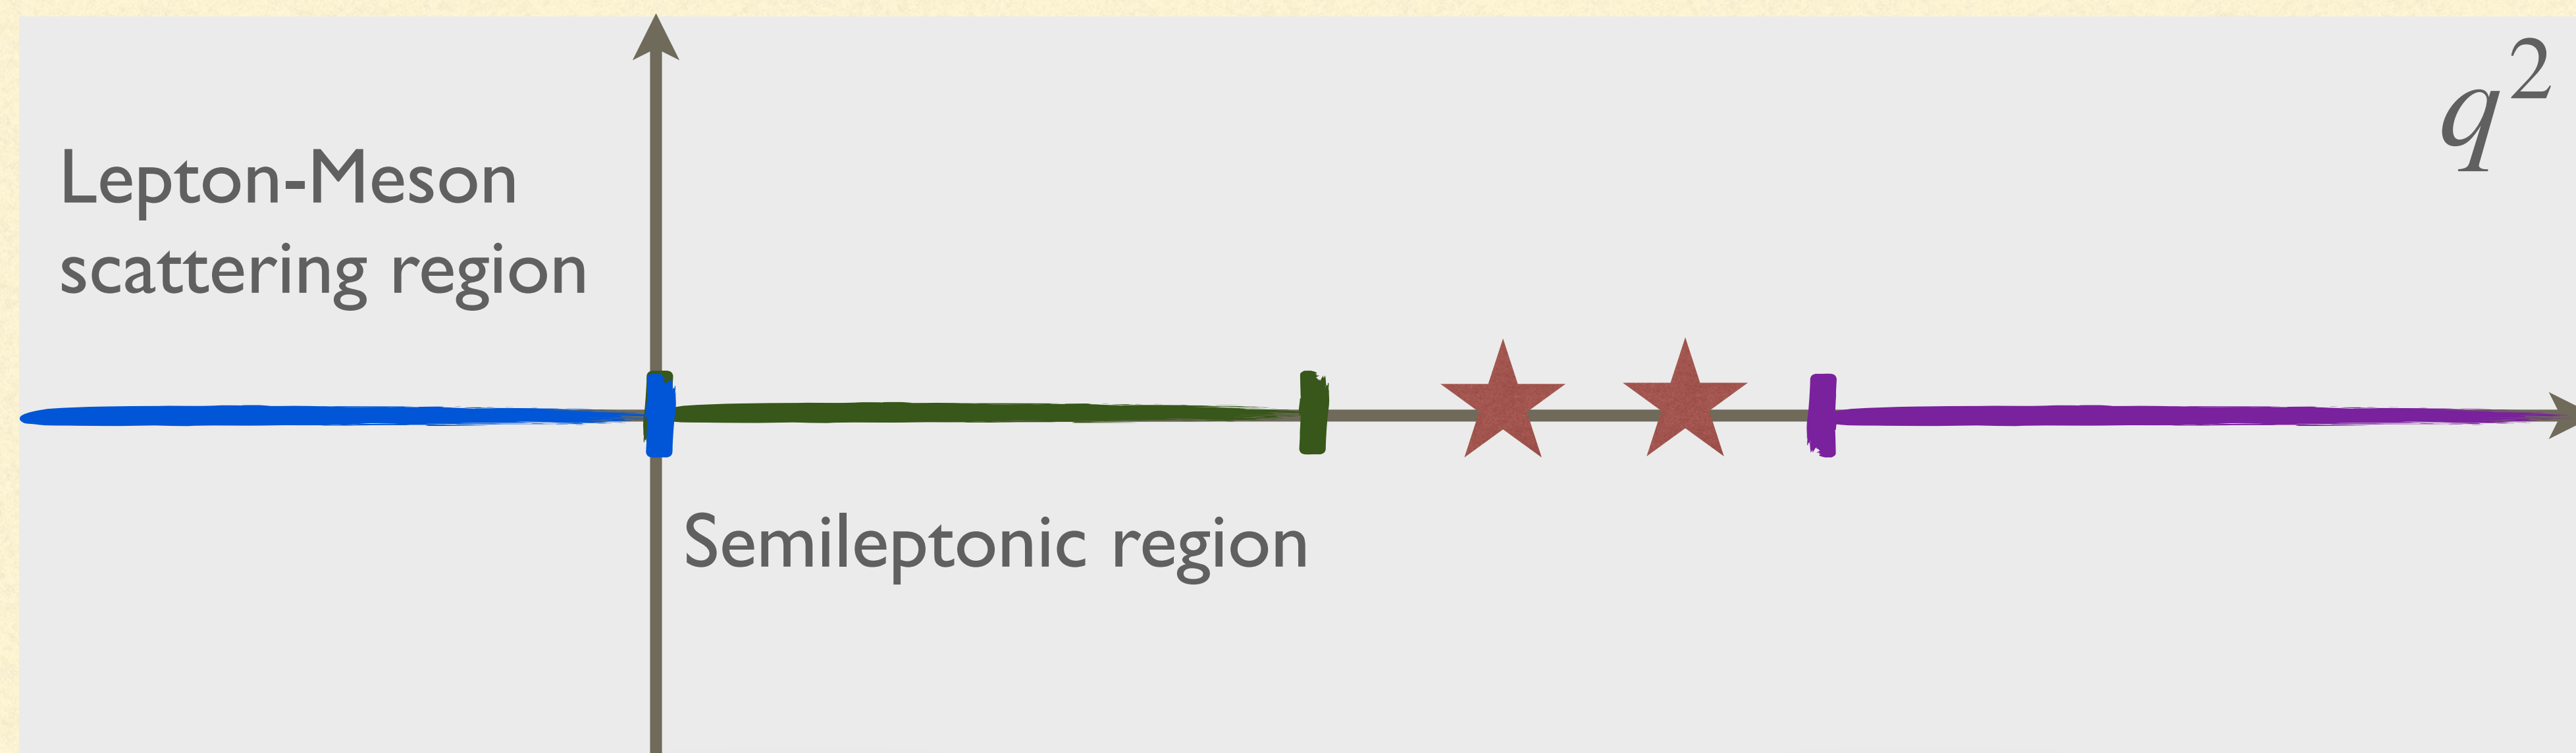 q²
Lepton-Meson
scattering region
Semileptonic region